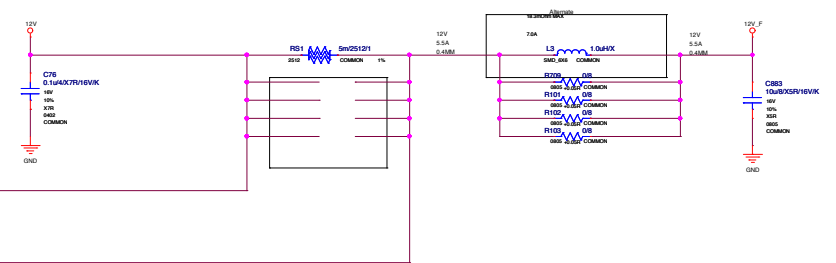 12V
C76
0.1u/4/X7R/16V/K
16V
10%
X7R
0402
COMMON
GND
RS1 5m/2512/1
2512 COMMON 1%
12V
5.5A
0.4MM
Alternate
7.0A
L3 1.0uH/X
SMD_6X6 COMMON
R709 0/8
0805 COMMON
R101 0/8
0805 COMMON
R102 0/8
0805 COMMON
R103 0/8
0805 COMMON
12V
5.5A
0.4MM
12V_F
C883
10u/8/X5R/16V/K
16V
10%
X5R
0805
COMMON
GND